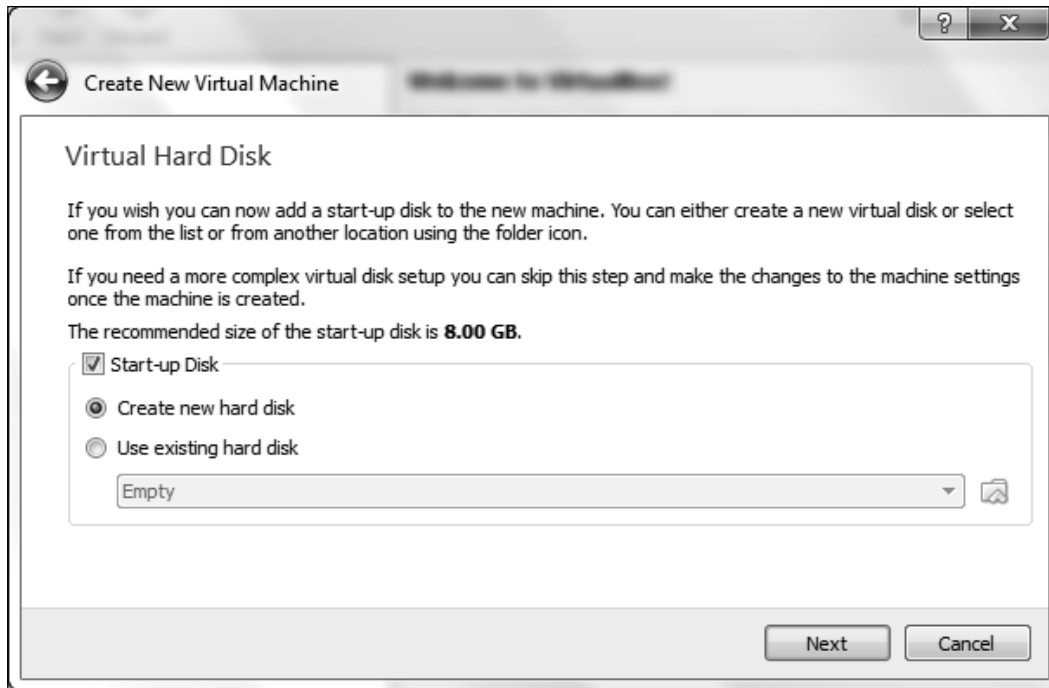 ?
X
Create New Virtual Machine
Welcome to VirtualBox!
Virtual Hard Disk
If you wish you can now add a start-up disk to the new machine. You can either create a new virtual disk or select
one from the list or from another location using the folder icon.
If you need a more complex virtual disk setup you can skip this step and make the changes to the machine settings
once the machine is created.
The recommended size of the start-up disk is 8.00 GB.
Start-up Disk
Create new hard disk
Use existing hard disk
Empty
Next
Cancel